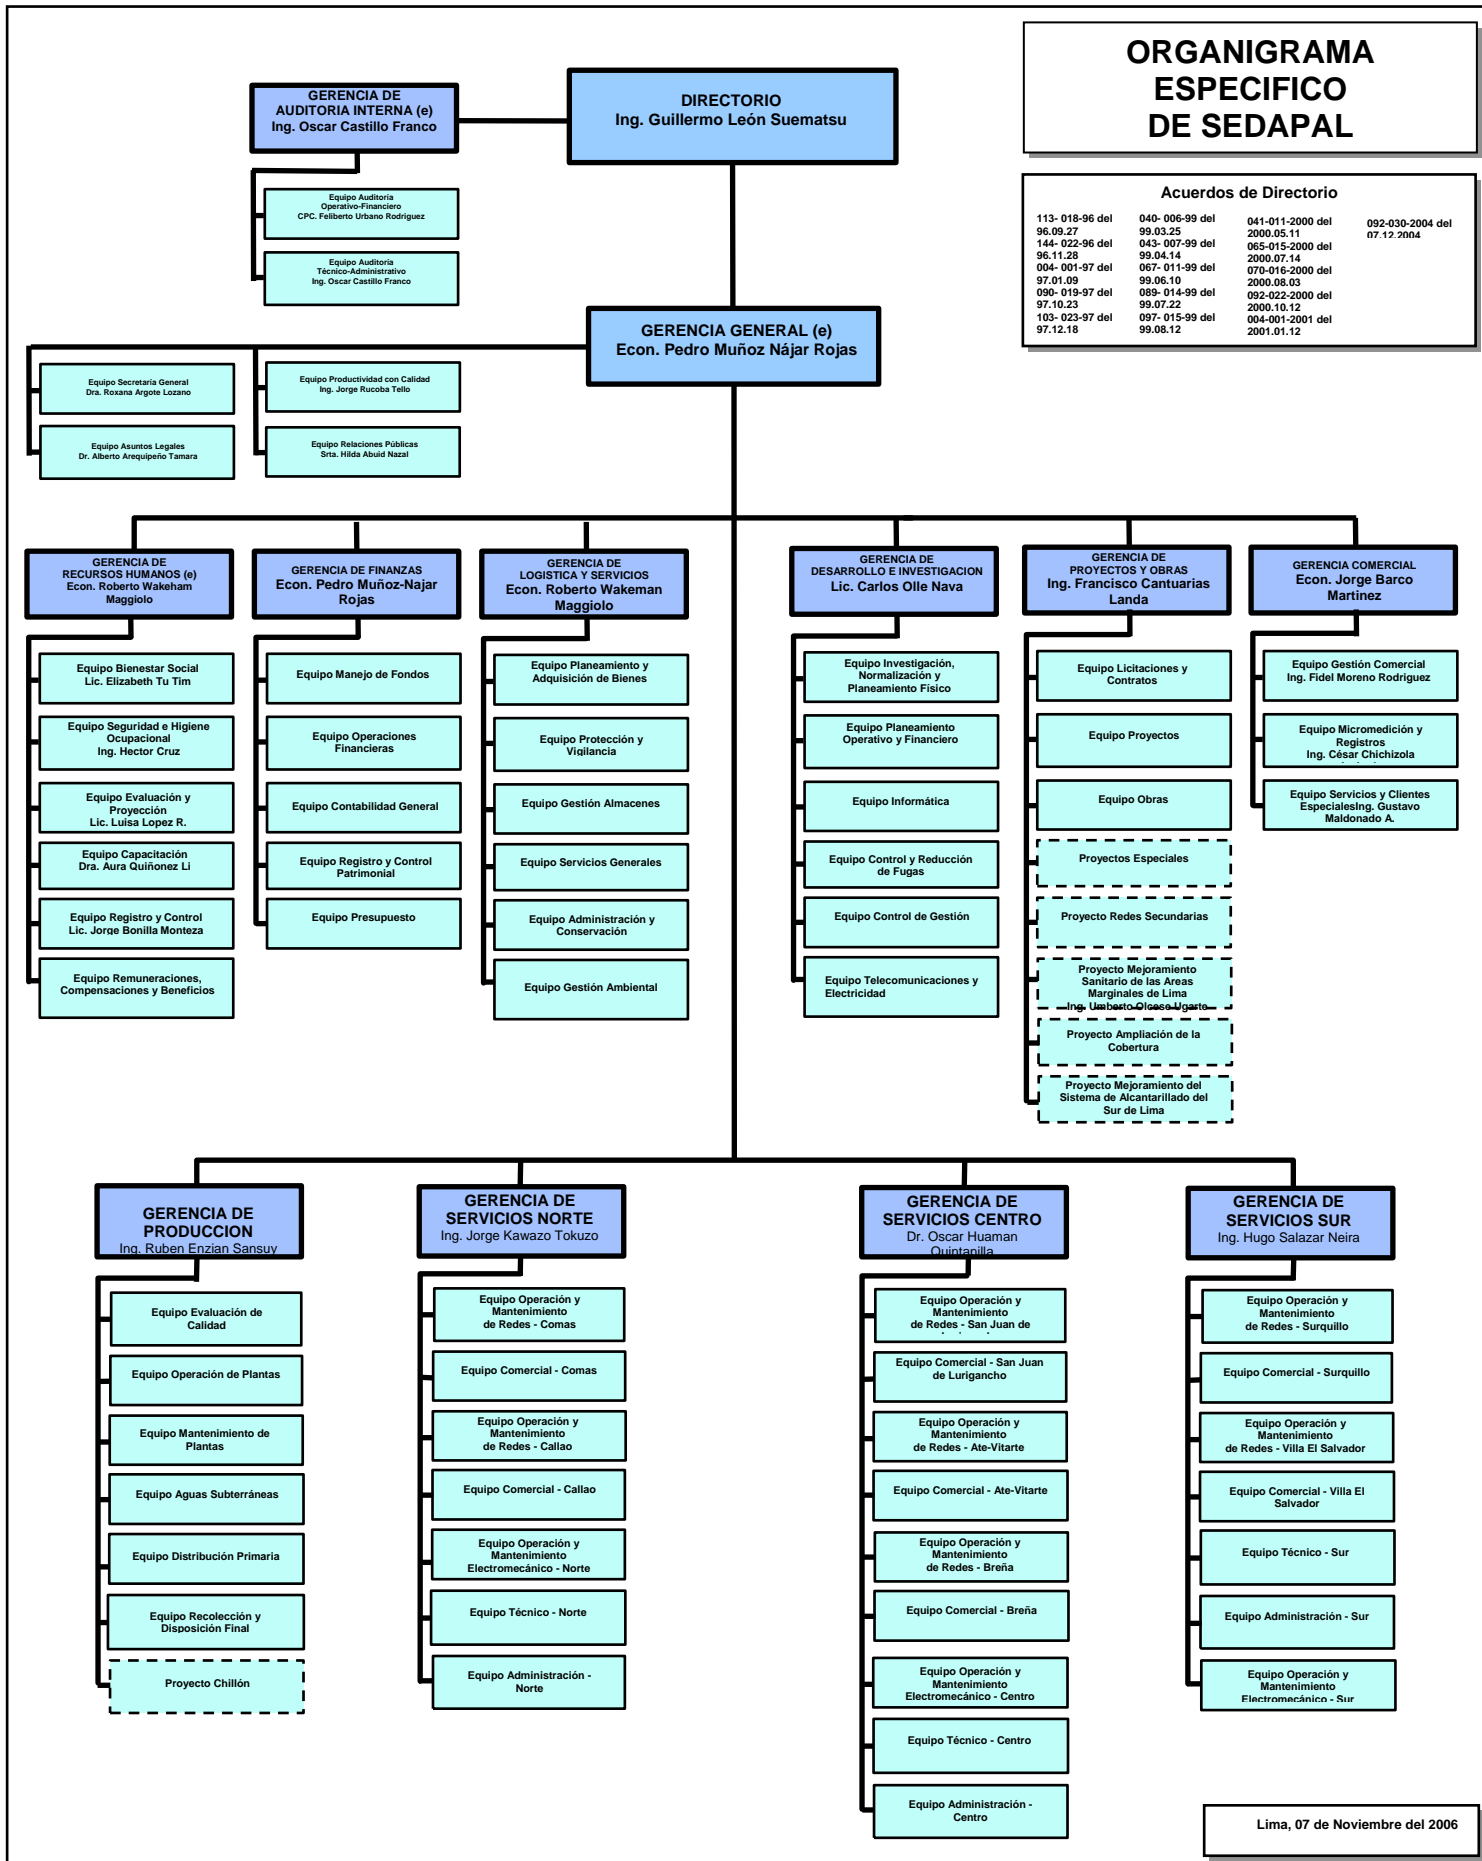 ORGANIGRAMA
ESPECIFICO
DE SEDAPAL
GERENCIA DE
AUDITORIA INTERNA (e)
Ing. Oscar Castillo Franco
DIRECTORIO
Ing. Guillermo León Suematsu
Equipo Auditoría
Operativo-Financiero
CPC. Feliberto Urbano Rodriguez
Equipo Auditoría
Técnico-Administrativo
Ing. Oscar Castillo Franco
Acuerdos de Directorio
113- 018-96 del
96.09.27
144- 022-96 del
96.11.28
004- 001-97 del
97.01.09
090- 019-97 del
97.10.23
103- 023-97 del
97.12.18
040- 006-99 del
99.03.25
043- 007-99 del
99.04.14
067- 011-99 del
99.06.10
089- 014-99 del
99.07.22
097- 015-99 del
99.08.12
041-011-2000 del
2000.05.11
065-015-2000 del
2000.07.14
070-016-2000 del
2000.08.03
092-022-2000 del
2000.10.12
004-001-2001 del
2001.01.12
092-030-2004 del
07.12.2004
GERENCIA GENERAL (e)
Econ. Pedro Muñoz Nájar Rojas
Equipo Secretaría General
Dra. Roxana Argote Lozano
Equipo Productividad con Calidad
Ing. Jorge Rucoba Tello
Equipo Asuntos Legales
Dr. Alberto Arequipeño Tamara
Equipo Relaciones Públicas
Srta. Hilda Abuid Nazal
GERENCIA DE
RECURSOS HUMANOS (e)
Econ. Roberto Wakeham
Maggiolo
Equipo Bienestar Social
Lic. Elizabeth Tu Tim
Equipo Seguridad e Higiene
Ocupacional
Ing. Hector Cruz
Equipo Evaluación y
Proyección
Lic. Luisa Lopez R.
Equipo Capacitación
Dra. Aura Quiñonez Li
Equipo Registro y Control
Lic. Jorge Bonilla Monteza
Equipo Remuneraciones,
Compensaciones y Beneficios
GERENCIA DE FINANZAS
Econ. Pedro Muñoz-Najar
Rojas
Equipo Manejo de Fondos
Equipo Operaciones
Financieras
Equipo Contabilidad General
Equipo Registro y Control
Patrimonial
Equipo Presupuesto
GERENCIA DE
LOGISTICA Y SERVICIOS
Econ. Roberto Wakeman
Maggiolo
Equipo Planeamiento y
Adquisición de Bienes
Equipo Protección y
Vigilancia
Equipo Gestión Almacenes
Equipo Servicios Generales
Equipo Administración y
Conservación
Equipo Gestión Ambiental
GERENCIA DE
DESARROLLO E INVESTIGACION
Lic. Carlos Olle Nava
Equipo Investigación,
Normalización y
Planeamiento Físico
Equipo Planeamiento
Operativo y Financiero
Equipo Informática
Equipo Control y Reducción
de Fugas
Equipo Control de Gestión
Equipo Telecomunicaciones y
Electricidad
GERENCIA DE
PROYECTOS Y OBRAS
Ing. Francisco Cantuarias
Landa
Equipo Licitaciones y
Contratos
Equipo Proyectos
Equipo Obras
Proyectos Especiales
Proyecto Redes Secundarias
Proyecto Mejoramiento
Sanitario de las Areas
Marginales de Lima
Ing. Umberto Olcese Ugarte
Proyecto Ampliación de la
Cobertura
Proyecto Mejoramiento del
Sistema de Alcantarillado del
Sur de Lima
GERENCIA COMERCIAL
Econ. Jorge Barco
Martinez
Equipo Gestión Comercial
Ing. Fidel Moreno Rodriguez
Equipo Micromedición y
Registros
Ing. César Chichizola
Equipo Servicios y Clientes
EspecialesIng. Gustavo
Maldonado A.
GERENCIA DE
PRODUCCION
Ing. Ruben Enzian Sansuy
Equipo Evaluación de
Calidad
Equipo Operación de Plantas
Equipo Mantenimiento de
Plantas
Equipo Aguas Subterráneas
Equipo Distribución Primaria
Equipo Recolección y
Disposición Final
Proyecto Chillón
GERENCIA DE
SERVICIOS NORTE
Ing. Jorge Kawazo Tokuzo
Equipo Operación y
Mantenimiento
de Redes - Comas
Equipo Comercial - Comas
Equipo Operación y
Mantenimiento
de Redes - Callao
Equipo Comercial - Callao
Equipo Operación y
Mantenimiento
Electromecánico - Norte
Equipo Técnico - Norte
Equipo Administración -
Norte
GERENCIA DE
SERVICIOS CENTRO
Dr. Oscar Huaman
Quintanilla
Equipo Operación y
Mantenimiento
de Redes - San Juan de
Equipo Comercial - San Juan
de Lurigancho
Equipo Operación y
Mantenimiento
de Redes - Ate-Vitarte
Equipo Comercial - Ate-Vitarte
Equipo Operación y
Mantenimiento
de Redes - Breña
Equipo Comercial - Breña
Equipo Operación y
Mantenimiento
Electromecánico - Centro
Equipo Técnico - Centro
Equipo Administración -
Centro
GERENCIA DE
SERVICIOS SUR
Ing. Hugo Salazar Neira
Equipo Operación y
Mantenimiento
de Redes - Surquillo
Equipo Comercial - Surquillo
Equipo Operación y
Mantenimiento
de Redes - Villa El Salvador
Equipo Comercial - Villa El
Salvador
Equipo Técnico - Sur
Equipo Administración - Sur
Equipo Operación y
Mantenimiento
Electromecánico - Sur
Lima, 07 de Noviembre del 2006